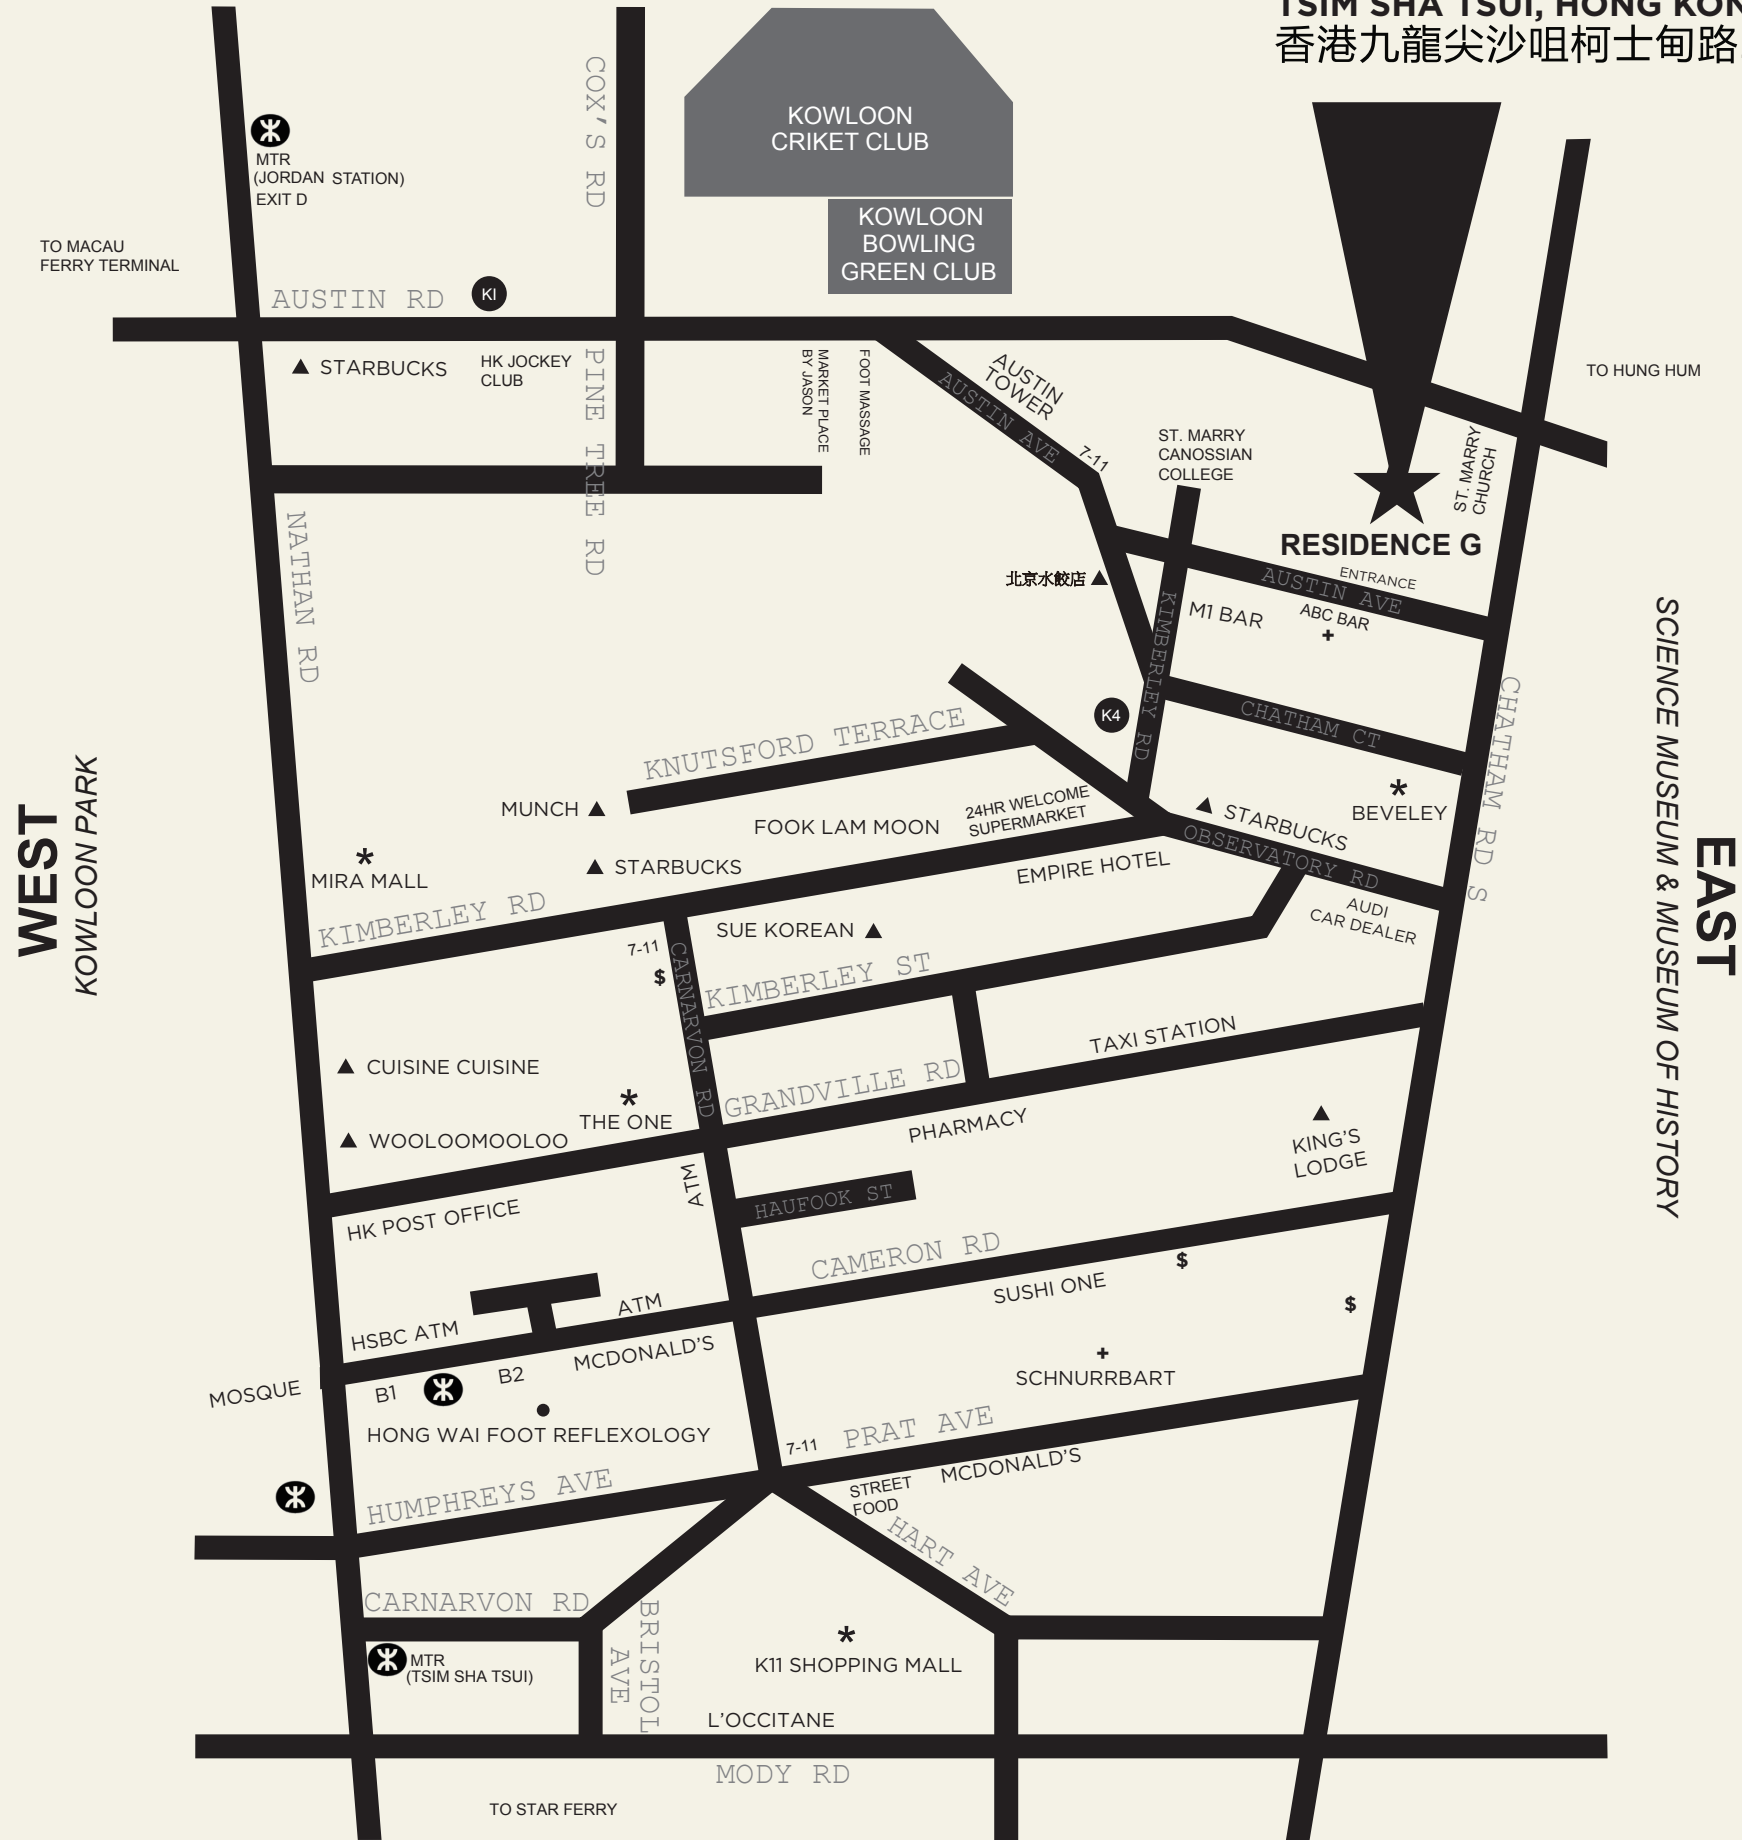 TSIM SHA TSUI, HONG KON
香港九龍尖沙咀柯士甸路
COX'S RD
KOWLOON
CRIKET CLUB
MTR
(JORDAN STATION)
EXIT D
KOWLOON
BOWLING
GREEN CLUB
TO MACAU
FERRY TERMINAL
AUSTIN RD
K1
STARBUCKS
HK JOCKEY
CLUB
PINE TREE RD
MARKET PLACE
BY JASON
FOOT MASSAGE
AUSTIN
TOWER
AUSTIN AVE
7-11
TO HUNG HUM
ST. MARRY
CANOSSIAN
COLLEGE
ST. MARRY
CHURCH
NATHAN RD
RESIDENCE G
ENTRANCE
北京水餃店
AUSTIN AVE
M1 BAR
ABC BAR
KIMBERLEY RD
CHATHAM RD S
SCIENCE MUSEUM & MUSEUM OF HISTORY
EAST
K4
CHATHAM CT
KNUTSFORD TERRACE
WEST
KOWLOON PARK
MUNCH
FOOK LAM MOON
24HR WELCOME
SUPERMARKET
STARBUCKS
BEVELEY
OBSERVATORY RD
MIRA MALL
STARBUCKS
EMPIRE HOTEL
KIMBERLEY RD
AUDI
CAR DEALER
SUE KOREAN
7-11
$
CARNARVON RD
KIMBERLEY ST
TAXI STATION
CUISINE CUISINE
GRANDVILLE RD
THE ONE
WOOLOOMOOLOO
PHARMACY
KING'S
LODGE
ATM
HAUFOOK ST
HK POST OFFICE
CAMERON RD
$
SUSHI ONE
$
ATM
HSBC ATM
MCDONALD'S
B1
B2
MOSQUE
SCHNURRBART
HONG WAI FOOT REFLEXOLOGY
7-11
PRAT AVE
MCDONALD'S
STREET
FOOD
HUMPHREYS AVE
HART AVE
CARNARVON RD
BRISTOL
AVE
MTR
(TSIM SHA TSUI)
K11 SHOPPING MALL
L'OCCITANE
MODY RD
TO STAR FERRY